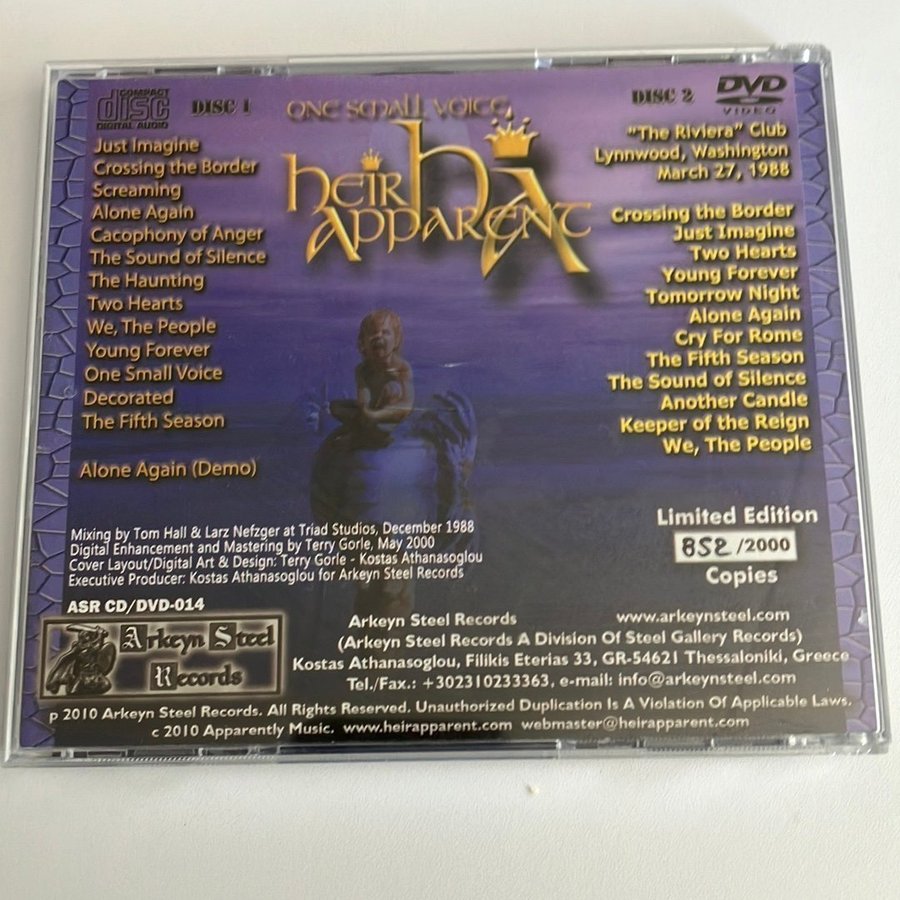 COMPACT
disc
DIGITAL AUDIO
DISC 1
Just Imagine
Crossing the Border
Screaming
Alone Again
Cacophony of Anger
The Sound of Silence
The Haunting
Two Hearts
We, The People
Young Forever
One Small Voice
Decorated
The Fifth Season
Alone Again (Demo)
ONE SMALL VOICE
hEIR
APPARENT
hA
DISC 2
DVD
VIDEO
"The Riviera" Club
Lynnwood, Washington
March 27, 1988
Crossing the Border
Just Imagine
Two Hearts
Young Forever
Tomorrow Night
Alone Again
Cry For Rome
The Fifth Season
The Sound of Silence
Another Candle
Keeper of the Reign
We, The People
Mixing by Tom Hall & Larz Nefzger at Triad Studios, December 1988
Digital Enhancement and Mastering by Terry Gorle, May 2000
Cover Layout/Digital Art & Design: Terry Gorle - Kostas Athanasoglou
Executive Producer: Kostas Athanasoglou for Arkeyn Steel Records
Limited Edition
852 /2000
Copies
ASR CD/DVD-014
Arkeyn Steel
Records
Arkeyn Steel Records www.arkeynsteel.com
(Arkeyn Steel Records A Division Of Steel Gallery Records)
Kostas Athanasoglou, Filikis Eterias 33, GR-54621 Thessaloniki, Greece
Tel./Fax.: +302310233363, e-mail: info@arkeynsteel.com
p 2010 Arkeyn Steel Records. All Rights Reserved. Unauthorized Duplication Is A Violation Of Applicable Laws.
c 2010 Apparently Music. www.heirapparent.com webmaster@heirapparent.com